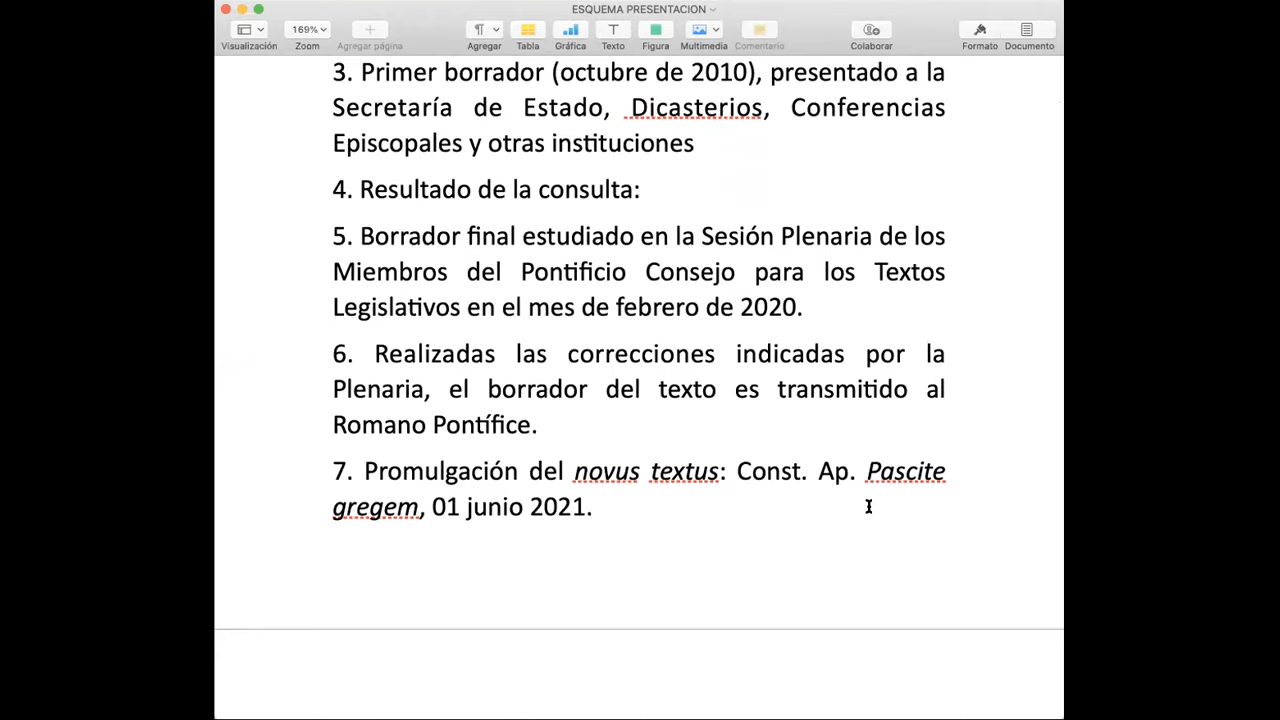 ESQUEMA PRESENTACION
169%
Visualización Zoom Agregar página Agregar Tabla Gráfica Texto Figura Multimedia Comentario Colaborar Formato Documento
3. Primer borrador (octubre de 2010), presentado a la
Secretaría de Estado, Dicasterios, Conferencias
Episcopales y otras instituciones
4. Resultado de la consulta:
5. Borrador final estudiado en la Sesión Plenaria de los
Miembros del Pontificio Consejo para los Textos
Legislativos en el mes de febrero de 2020.
6. Realizadas las correcciones indicadas por la
Plenaria, el borrador del texto es transmitido al
Romano Pontífice.
7. Promulgación del novus textus: Const. Ap. Pascite
gregem, 01 junio 2021.